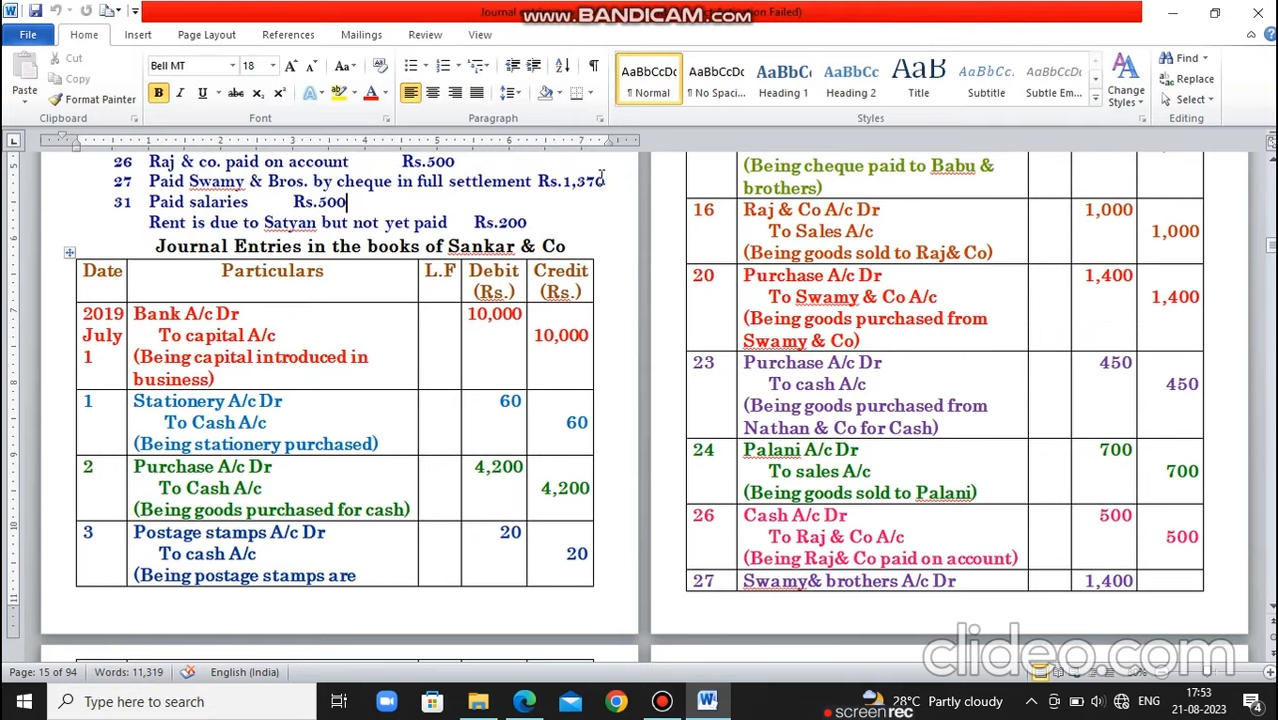 Journal entr
Activation Failed)
www.BANDICAM.com
File Home Insert Page Layout References Mailings Review View
Paste
Cut
Copy
Format Painter
Clipboard
Bell MT 18
Font
Paragraph
AaBbCcDc
¶ Normal
AaBbCcDc
¶ No Spaci...
AaBbCc
Heading 1
AaBbCc
Heading 2
AaB
Title
AaBbCc.
Subtitle
AaBbCcDc
Styles
Change
Styles
Find
Replace
Select
Editing
26 Raj & co. paid on account Rs.500
27 Paid Swamy & Bros. by cheque in full settlement Rs.1,370
31 Paid salaries Rs.500
Rent is due to Satyan but not yet paid Rs.200
Journal Entries in the books of Sankar & Co
Date Particulars L.F Debit Credit
(Rs.) (Rs.)
2019 Bank A/c Dr 10,000
July To capital A/c 10,000
1 (Being capital introduced in
business)
1 Stationery A/c Dr 60
To Cash A/c 60
(Being stationery purchased)
2 Purchase A/c Dr 4,200
To Cash A/c 4,200
(Being goods purchased for cash)
3 Postage stamps A/c Dr 20
To cash A/c 20
(Being postage stamps are
(Being cheque paid to Babu &
brothers)
16 Raj & Co A/c Dr 1,000
To Sales A/c 1,000
(Being goods sold to Raj& Co)
20 Purchase A/c Dr 1,400
To Swamy & Co A/c 1,400
(Being goods purchased from
Swamy & Co)
23 Purchase A/c Dr 450
To cash A/c 450
(Being goods purchased from
Nathan & Co for Cash)
24 Palani A/c Dr 700
To sales A/c 700
(Being goods sold to Palani)
26 Cash A/c Dr 500
To Raj & Co A/c 500
(Being Raj& Co paid on account)
27 Swamy& brothers A/c Dr 1,400
clideo.com
Page: 15 of 94 Words: 11,319 English (India)
Type here to search
28°C Partly cloudy
ENG
17:53
21-08-2023
screenrec